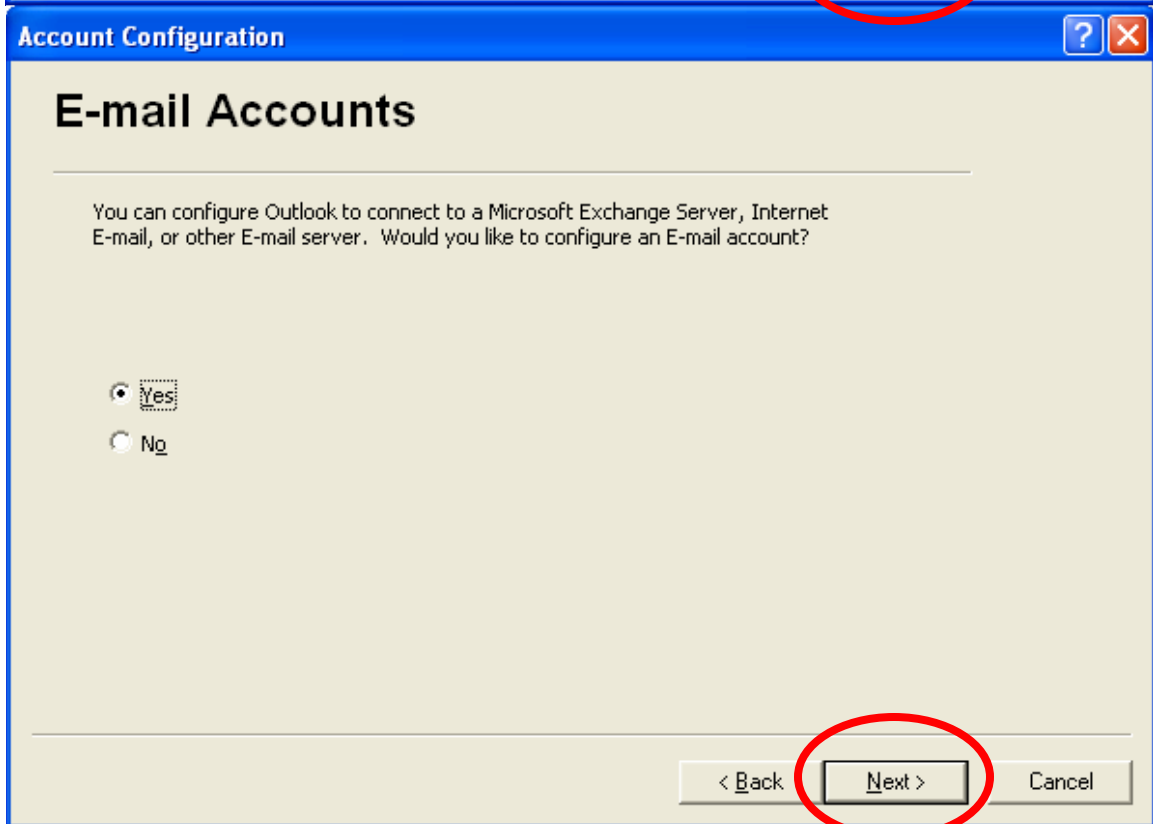 Account Configuration
E-mail Accounts
You can configure Outlook to connect to a Microsoft Exchange Server, Internet
E-mail, or other E-mail server. Would you like to configure an E-mail account?
Yes
No
< Back Next > Cancel